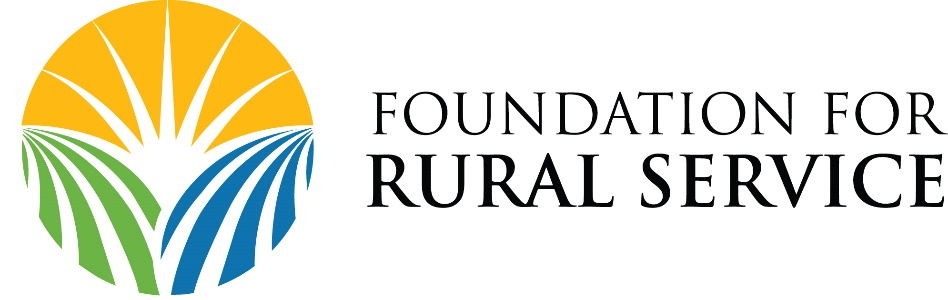 FOUNDATION FOR
RURAL SERVICE